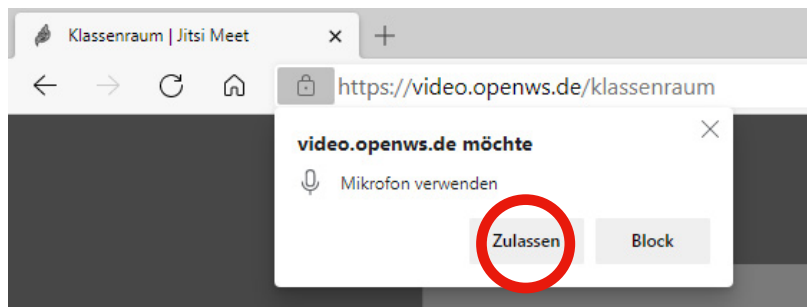 Klassenraum | Jitsi Meet
https://video.openws.de/klassenraum
video.openws.de möchte
Mikrofon verwenden
Zulassen Block